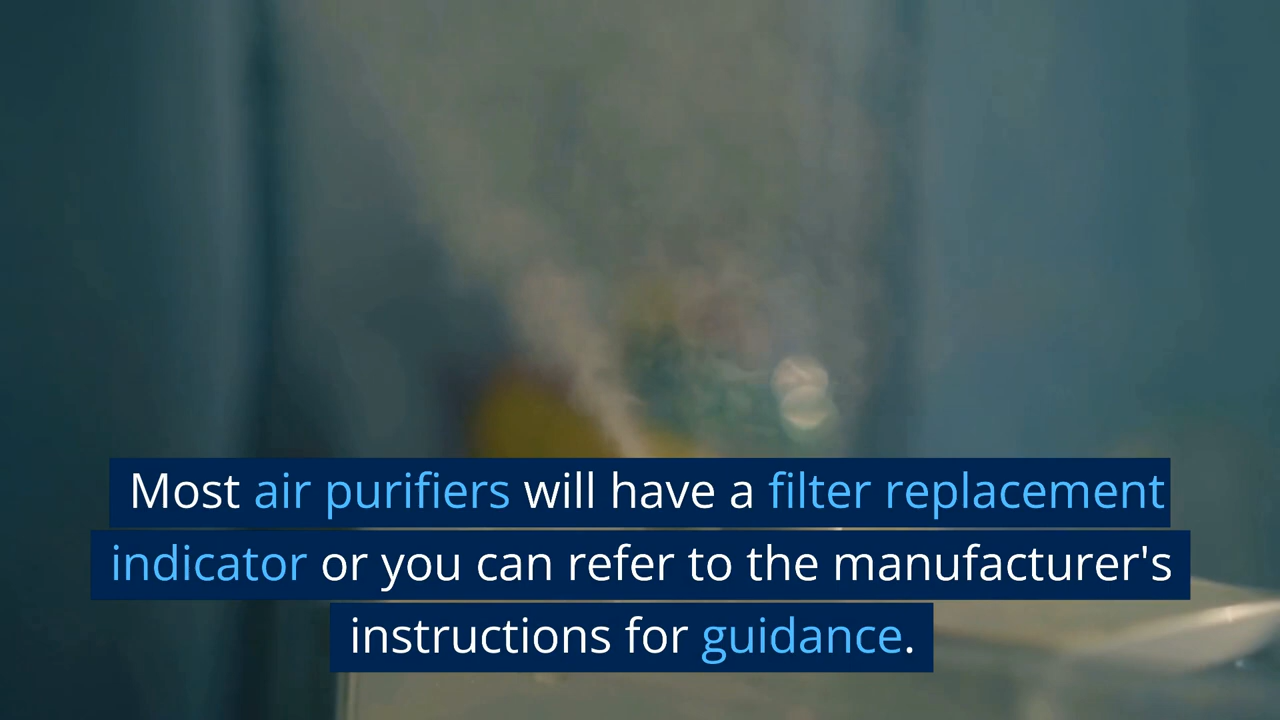 Most air purifiers will have a filter replacement
indicator or you can refer to the manufacturer's
instructions for guidance.